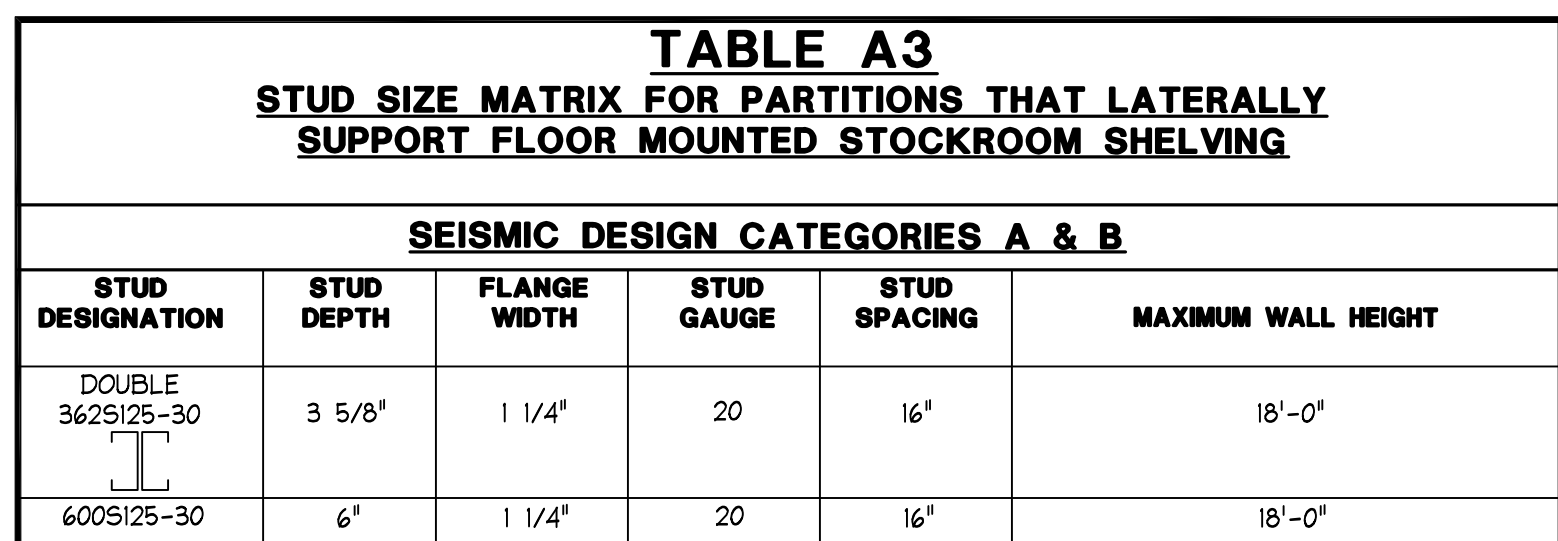 TABLE A3
STUD SIZE MATRIX FOR PARTITIONS THAT LATERALLY
SUPPORT FLOOR MOUNTED STOCKROOM SHELVING
SEISMIC DESIGN CATEGORIES A & B
STUD DESIGNATION STUD DEPTH FLANGE WIDTH STUD GAUGE STUD SPACING MAXIMUM WALL HEIGHT
DOUBLE
362S125-30 3 5/8" 1 1/4" 20 16" 18'-0"
600S125-30 6" 1 1/4" 20 16" 18'-0"